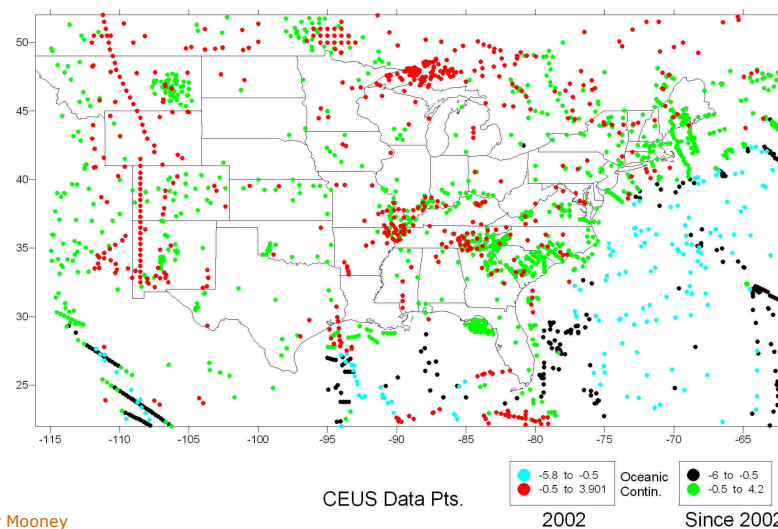 50
45
40
35
30
25
-115
-110
-105
-100
-95
-90
-85
-80
-75
-70
-65
CEUS Data Pts.
-5.8 to -0.5
-0.5 to 3.901
Oceanic
Contin.
-6 to -0.5
-0.5 to 4.2
2002
Since 2002
Mooney